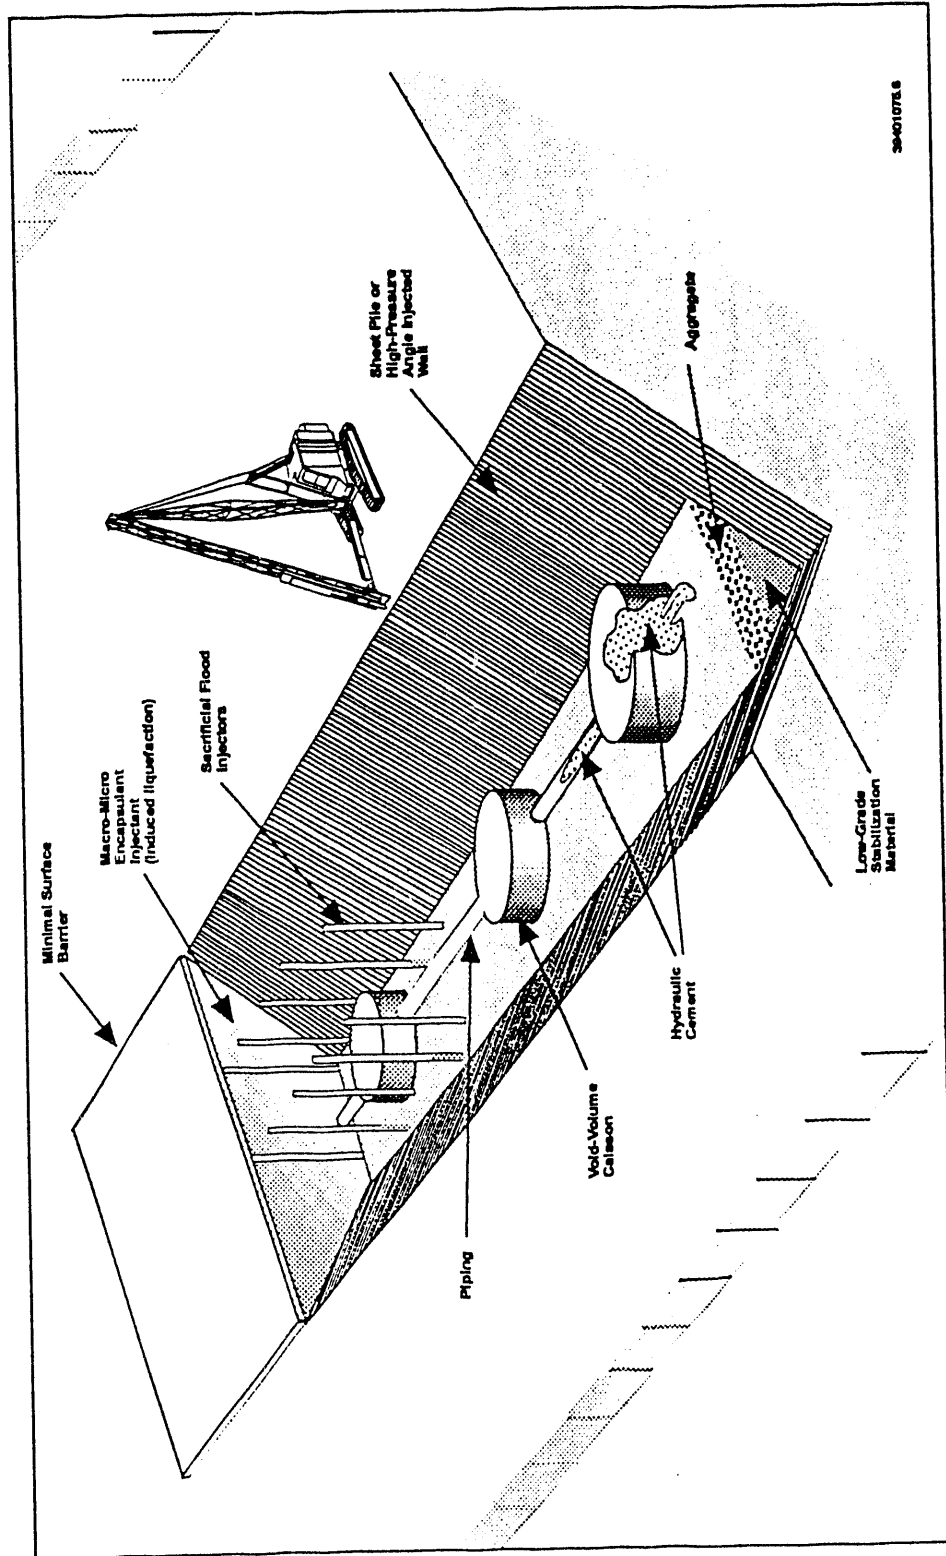 Minimal Surface
Barrier
Macro-Micro
Encapsulant
Injectant
(Induced liquefaction)
Sacrificial Flood
Injectors
Sheet Pile or
High-Pressure
Angle Injected
Wall
Piping
Void-Volume
Caisson
Hydraulic
Cement
Low-Grade
Stabilization
Material
Aggregate
39401076.6